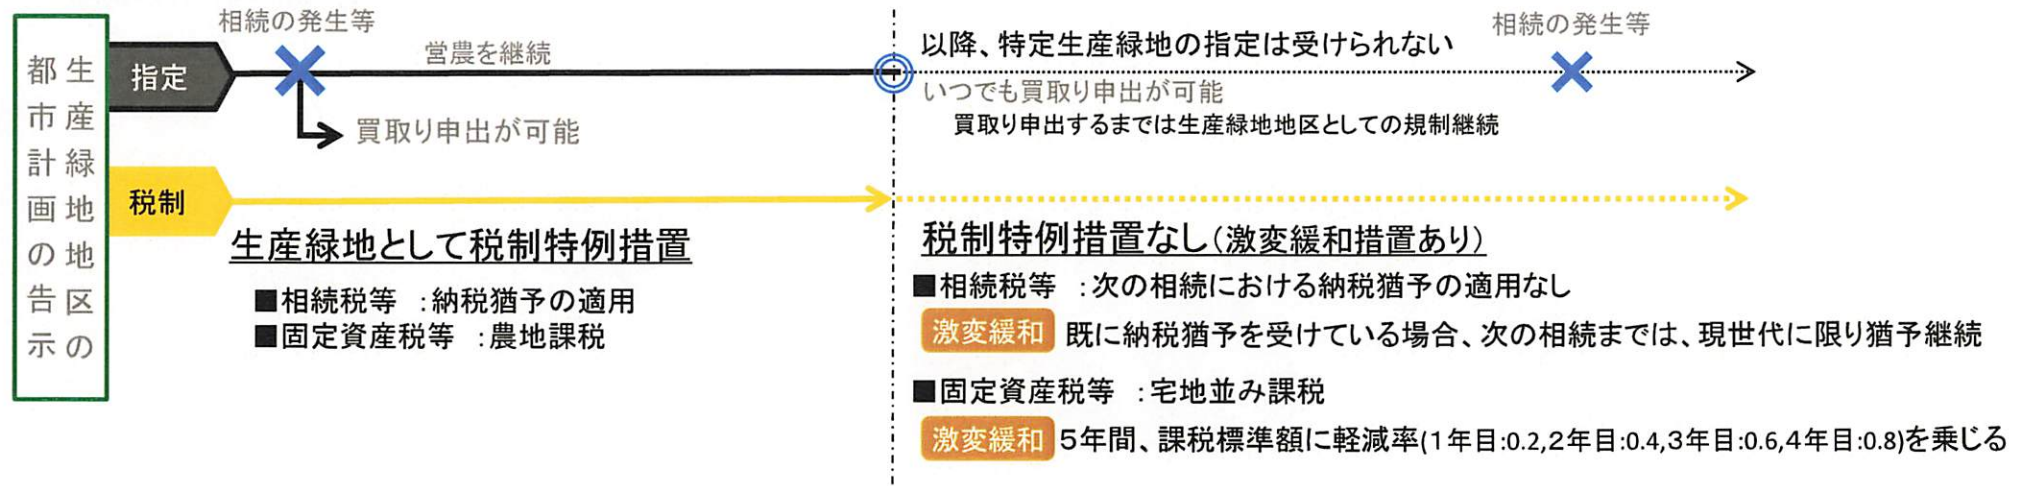 生産緑地地区の
都市計画の告示
指定
相続の発生等
営農を継続
買取り申出が可能
以降、特定生産緑地の指定は受けられない
相続の発生等
いつでも買取り申出が可能
買取り申出するまでは生産緑地地区としての規制継続
税制
生産緑地として税制特例措置
■相続税等 :納税猶予の適用
■固定資産税等 :農地課税
税制特例措置なし(激変緩和措置あり)
■相続税等 :次の相続における納税猶予の適用なし
激変緩和 既に納税猶予を受けている場合、次の相続までは、現世代に限り猶予継続
■固定資産税等 :宅地並み課税
激変緩和 5年間、課税標準額に軽減率(1年目:0.2,2年目:0.4,3年目:0.6,4年目:0.8)を乗じる